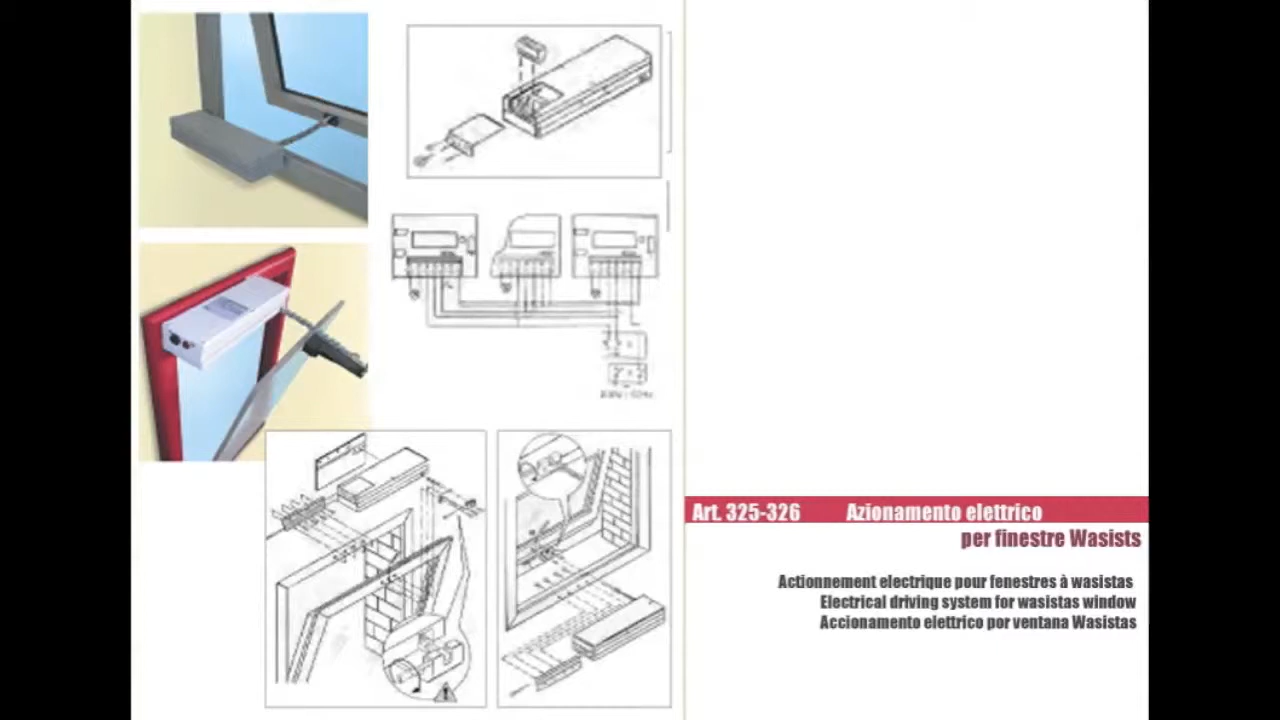 Art. 325-326 Azionamento elettrico
per finestre Wasists
Actionnement electrique pour fenestres à wasistas
Electrical driving system for wasistas window
Accionamento elettrico por ventana Wasistas